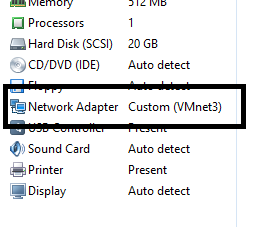 Memory 512 MB
Processors 1
Hard Disk (SCSI) 20 GB
CD/DVD (IDE) Auto detect
Floppy Auto detect
Network Adapter Custom (VMnet3)
USB Controller Present
Sound Card Auto detect
Printer Present
Display Auto detect